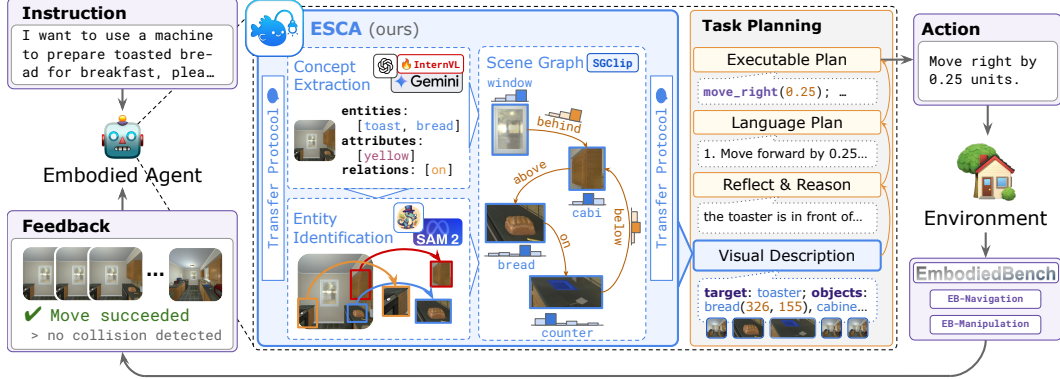 Instruction
I want to use a machine
to prepare toasted bre-
ad for breakfast, plea…
Embodied Agent
Feedback
...
✔ Move succeeded
> no collision detected
ESCA (ours)
Transfer Protocol
Concept
Extraction
InternVL
Gemini
entities:
[toast, bread]
attributes:
[yellow]
relations: [on]
Entity
Identification
SAM 2
Scene Graph
SGClip
window
behind
above
cabi
on
below
bread
counter
Transfer Protocol
Task Planning
Executable Plan
move_right(0.25); …
Language Plan
1. Move forward by 0.25…
Reflect & Reason
the toaster is in front of…
Visual Description
target: toaster; objects:
bread(326, 155), cabine…
Action
Move right by
0.25 units.
Environment
EmbodiedBench
EB-Navigation
EB-Manipulation